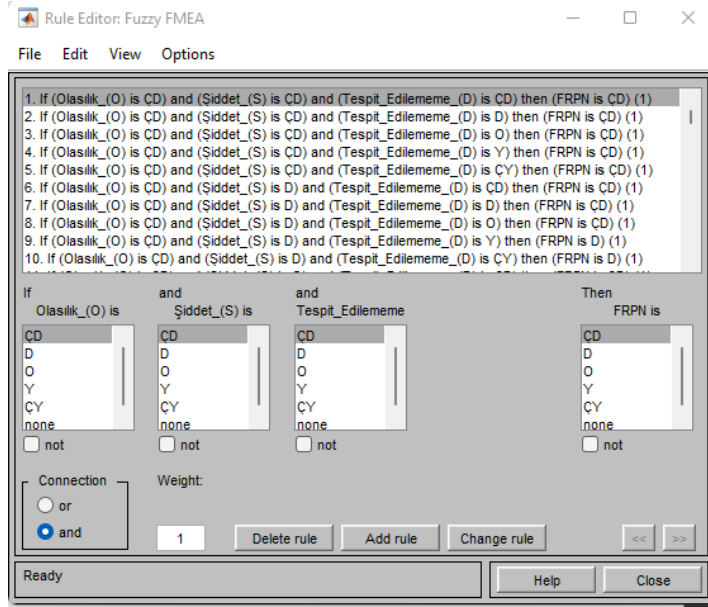 Rule Editor: Fuzzy FMEA
File Edit View Options
1. If (Olasılık_(O) is ÇD) and (Şiddet_(S) is ÇD) and (Tespit_Edilememe_(D) is ÇD) then (FRPN is ÇD) (1)
2. If (Olasılık_(O) is ÇD) and (Şiddet_(S) is ÇD) and (Tespit_Edilememe_(D) is D) then (FRPN is ÇD) (1)
3. If (Olasılık_(O) is ÇD) and (Şiddet_(S) is ÇD) and (Tespit_Edilememe_(D) is O) then (FRPN is ÇD) (1)
4. If (Olasılık_(O) is ÇD) and (Şiddet_(S) is ÇD) and (Tespit_Edilememe_(D) is Y) then (FRPN is ÇD) (1)
5. If (Olasılık_(O) is ÇD) and (Şiddet_(S) is ÇD) and (Tespit_Edilememe_(D) is ÇY) then (FRPN is ÇD) (1)
6. If (Olasılık_(O) is ÇD) and (Şiddet_(S) is D) and (Tespit_Edilememe_(D) is ÇD) then (FRPN is ÇD) (1)
7. If (Olasılık_(O) is ÇD) and (Şiddet_(S) is D) and (Tespit_Edilememe_(D) is D) then (FRPN is ÇD) (1)
8. If (Olasılık_(O) is ÇD) and (Şiddet_(S) is D) and (Tespit_Edilememe_(D) is O) then (FRPN is ÇD) (1)
9. If (Olasılık_(O) is ÇD) and (Şiddet_(S) is D) and (Tespit_Edilememe_(D) is Y) then (FRPN is D) (1)
10. If (Olasılık_(O) is ÇD) and (Şiddet_(S) is D) and (Tespit_Edilememe_(D) is ÇY) then (FRPN is D) (1)
If and and Then
Olasılık_(O) is Şiddet_(S) is Tespit_Edilememe FRPN is
ÇD ÇD ÇD ÇD
D D D D
O O O O
Y Y Y Y
ÇY ÇY ÇY ÇY
none none none none
not not not not
Connection Weight:
or
and 1 Delete rule Add rule Change rule << >>
Ready Help Close